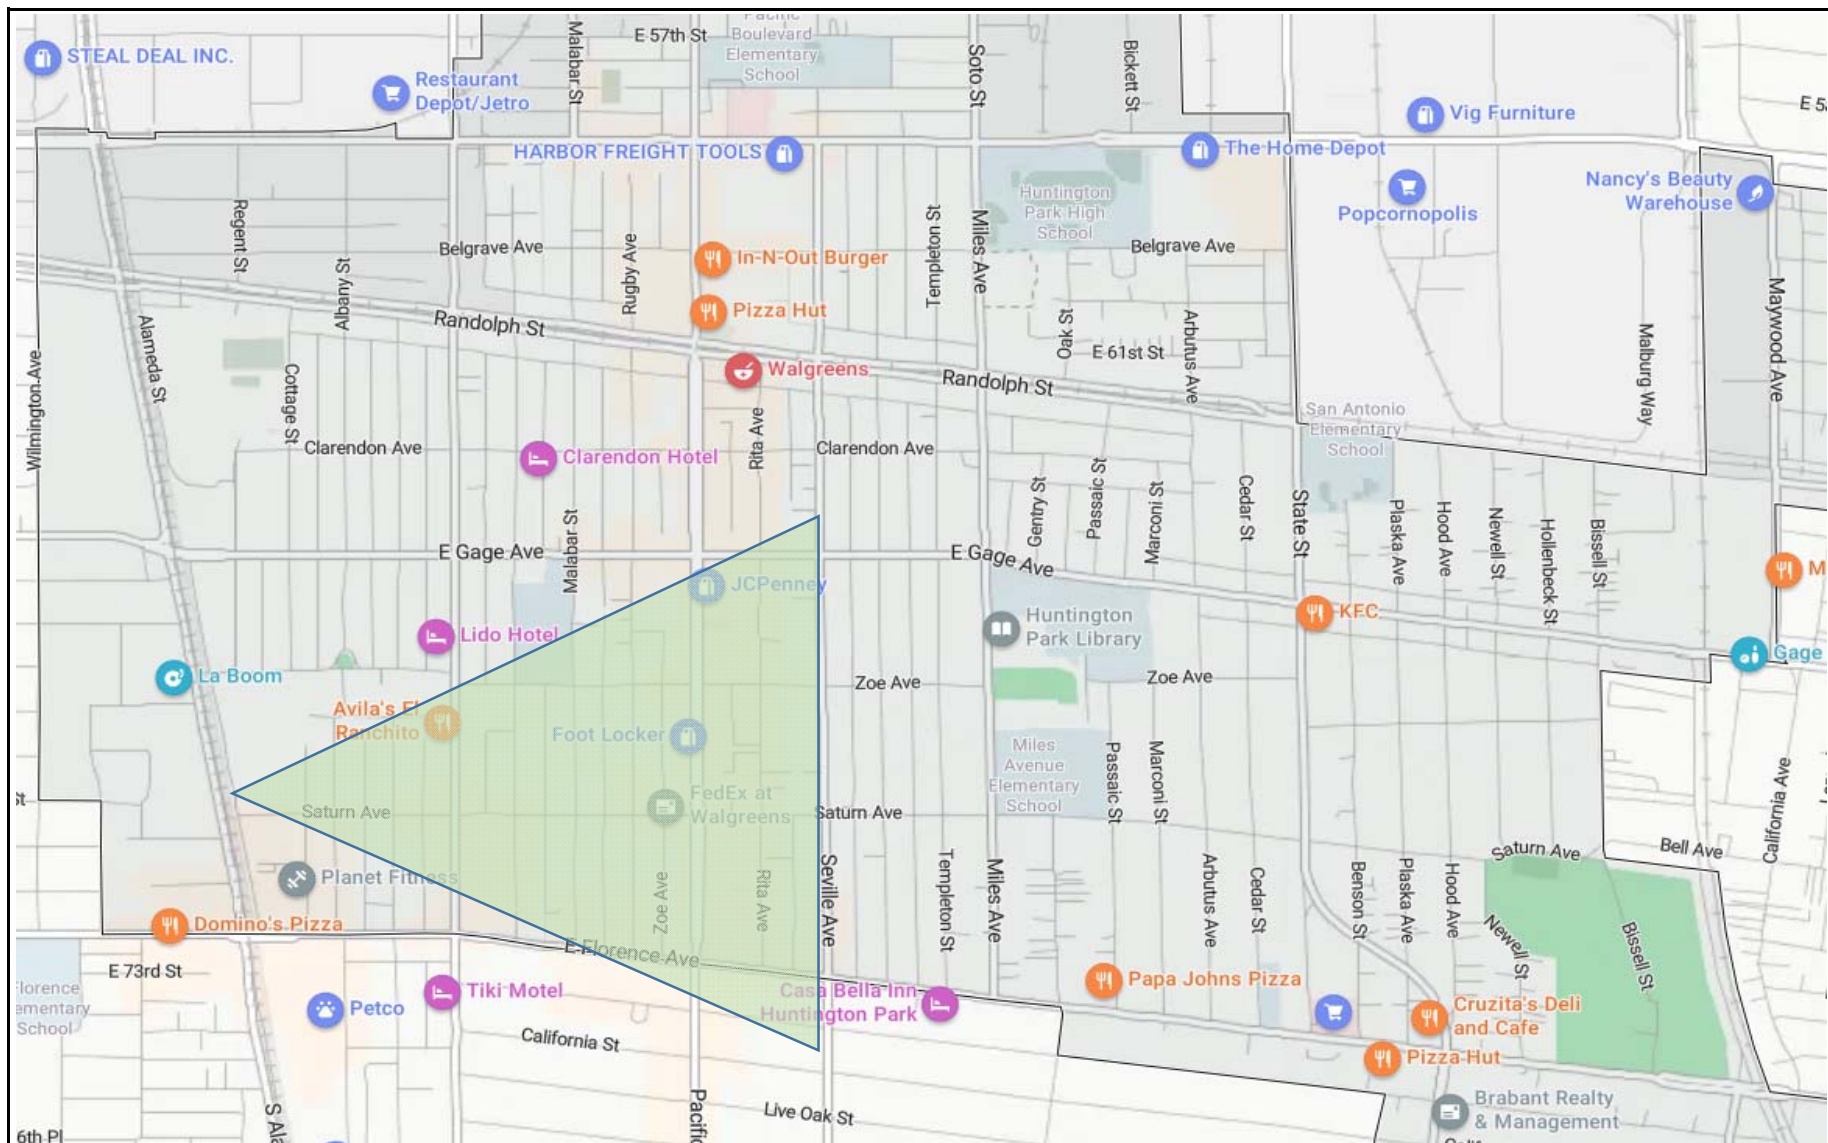 Pacific
Boulevard
Elementary
School
E 57th St
Malabar St
Soto St
Bickett St
STEAL DEAL INC.
Restaurant
Depot/Jetro
Vig Furniture
HARBOR FREIGHT TOOLS
The Home Depot
Nancy's Beauty
Warehouse
Popcornopolis
Huntington
Park High
School
Regent St
Albany St
Belgrave Ave
Rugby Ave
Templeton St
Miles Ave
Belgrave Ave
In-N-Out Burger
Pizza Hut
Maywood Ave
Alameda St
Randolph St
Oak St
E 61st St
Arbutus Ave
Malburg Way
Wilmington Ave
Cottage St
Walgreens
Randolph St
San Antonio
Elementary
School
Clarendon Ave
Clarendon Hotel
Rita Ave
Clarendon Ave
Gentry St
Passaic St
Marconi St
Cedar St
State St
Plaska Ave
Hood Ave
Newell St
Hollenbeck St
Bissell St
Malabar St
E Gage Ave
E Gage Ave
JCPenney
M
Huntington
Park Library
KFC
Lido Hotel
Gage
La Boom
Zoe Ave
Zoe Ave
Avila's El
Ranchito
Foot Locker
Miles
Avenue
Elementary
School
Passaic St
Marconi St
California Ave
St
Saturn Ave
FedEx at
Walgreens
Saturn Ave
Saturn Ave
Bell Ave
Planet Fitness
Zoe Ave
Rita Ave
Seville Ave
Templeton St
Miles Ave
Arbutus Ave
Cedar St
Benson St
Plaska Ave
Hood Ave
Newell St
Bissell St
Domino's Pizza
E Florence Ave
E 73rd St
Florence
Elementary
School
Petco
Tiki Motel
Casa Bella Inn
Huntington Park
Papa Johns Pizza
Cruzita's Deli
and Cafe
California St
Pizza Hut
Live Oak St
Brabant Realty
& Management
S Ala
Pacific
6th Pl